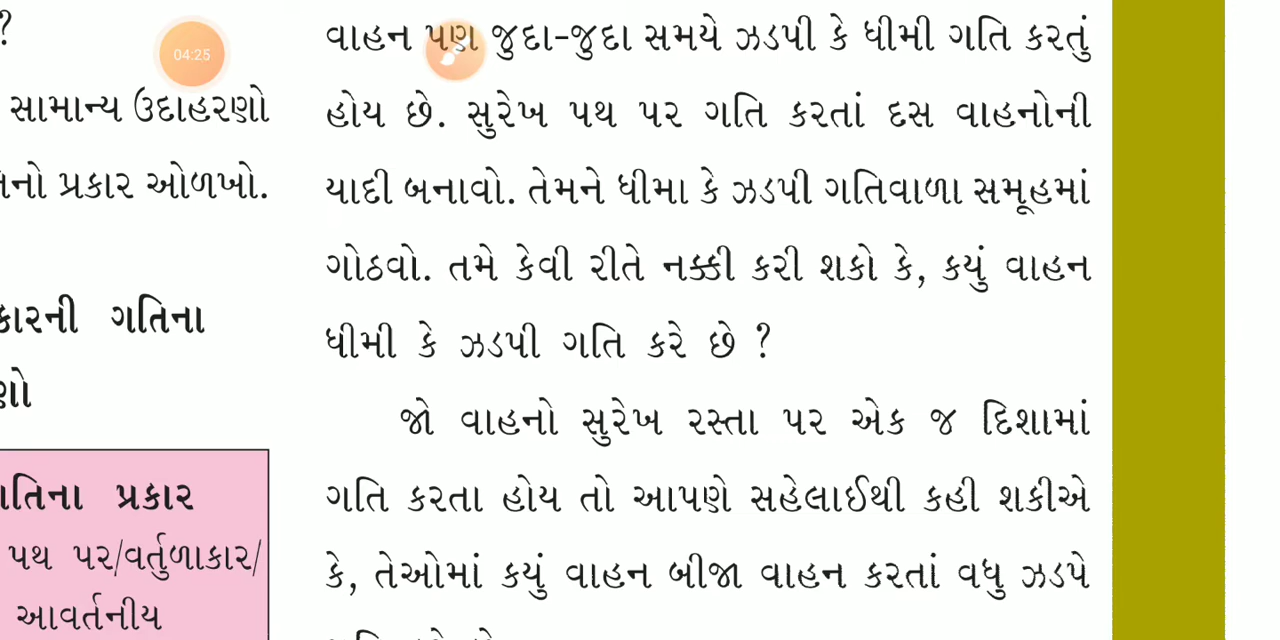 ?
04:25
સામાન્ય ઉદાહરણો
પ્રકાર ઓળખો.
ગતિના
પ્રકાર
પથ પર/વર્તુળાકાર/
આવર્તનીય
વાહન પણ જુદા-જુદા સમયે ઝડપી કે ધીમી ગતિ કરતું
હોય છે. સુરેખ પથ પર ગતિ કરતાં દસ વાહનોની
યાદી બનાવો. તેમને ધીમા કે ઝડપી ગતિવાળા સમૂહમાં
ગોઠવો. તમે કેવી રીતે નક્કી કરી શકો કે, કયું વાહન
ધીમી કે ઝડપી ગતિ કરે છે ?
જો વાહનો સુરેખ રસ્તા પર એક જ દિશામાં
ગતિ કરતા હોય તો આપણે સહેલાઈથી કહી શકીએ
કે, તેઓમાં કયું વાહન બીજા વાહન કરતાં વધુ ઝડપે